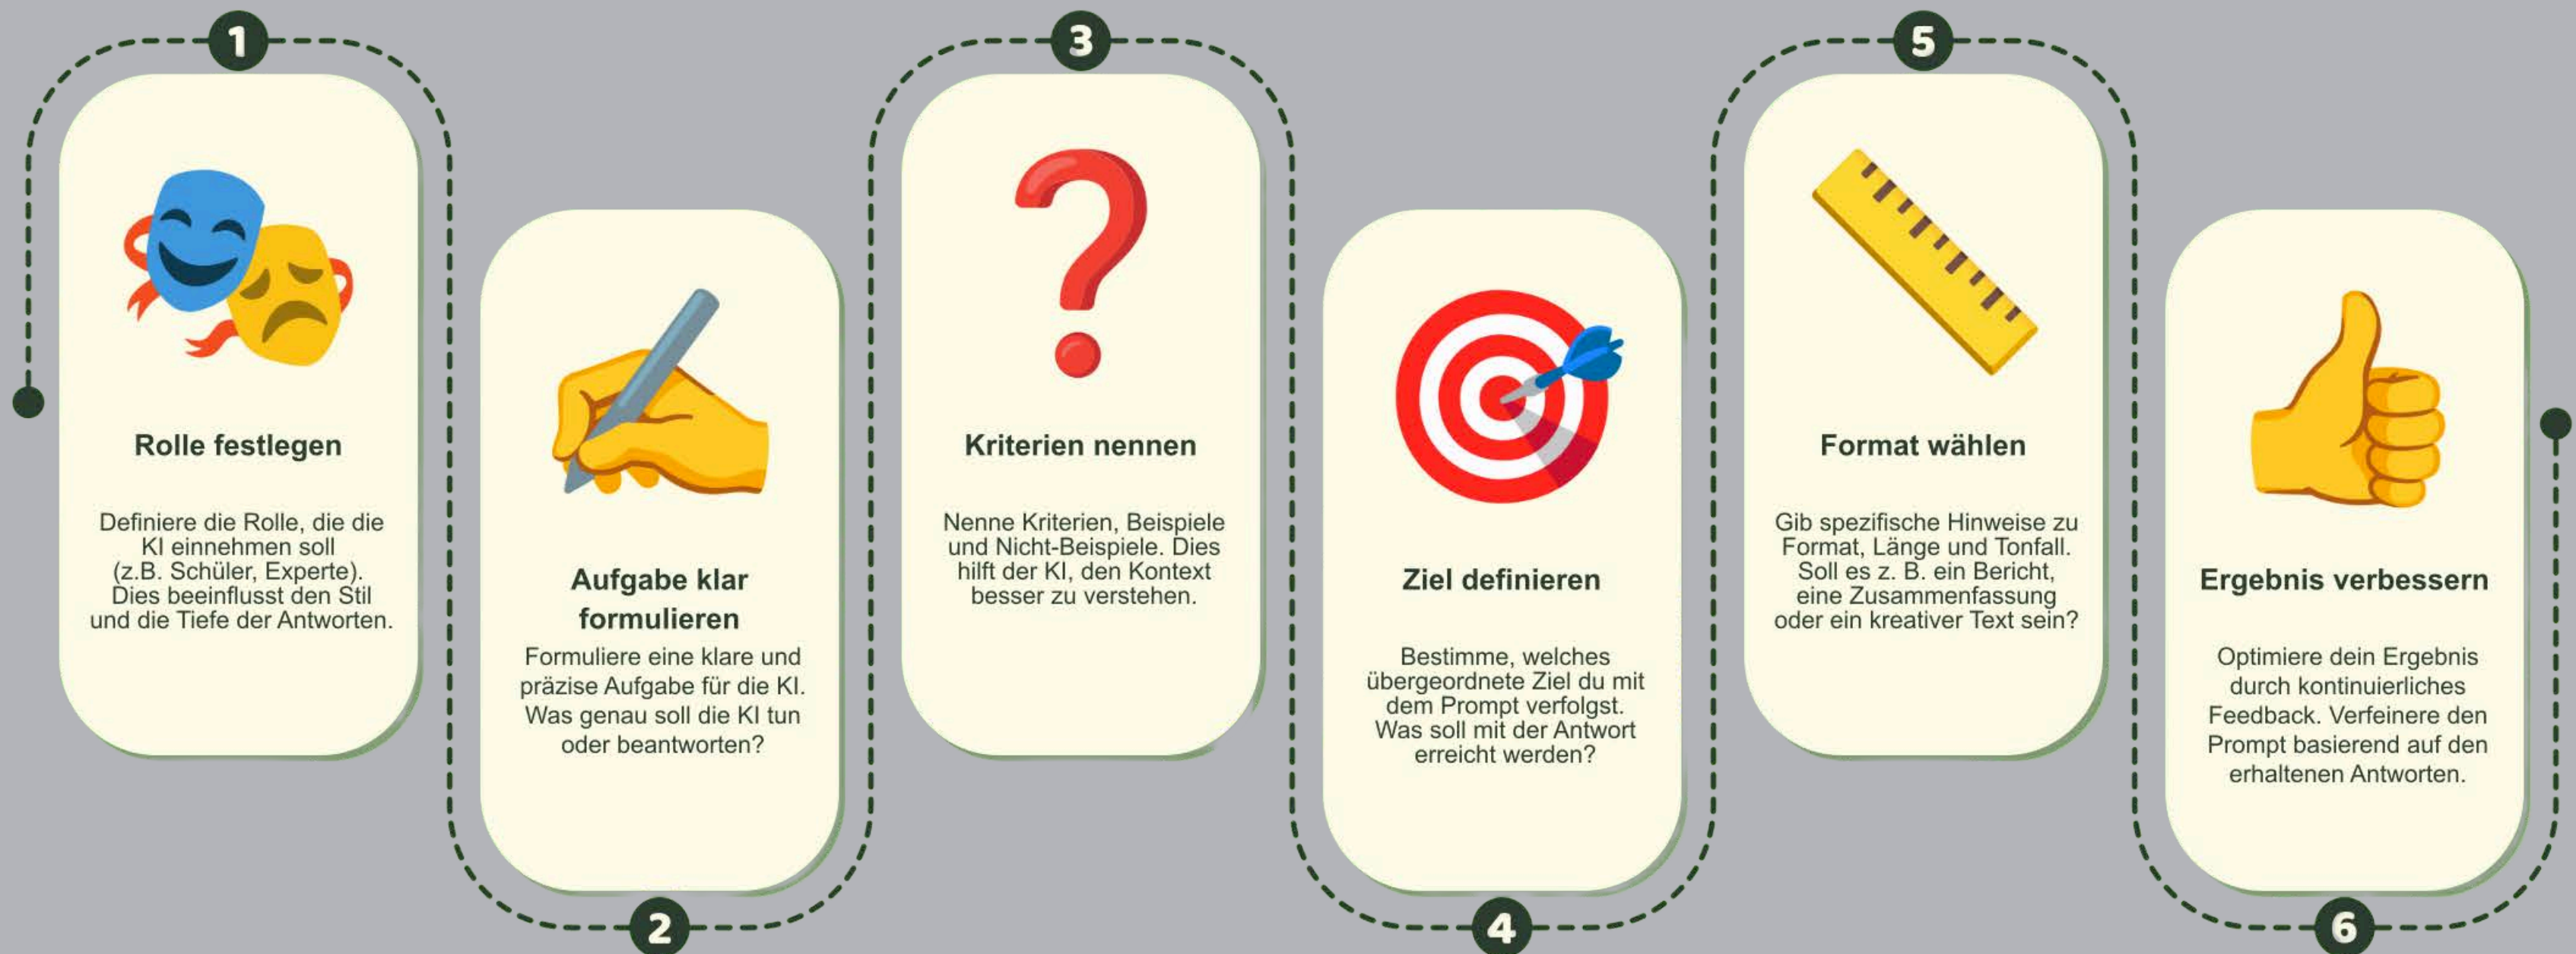 1
Rolle festlegen
Definiere die Rolle, die die
KI einnehmen soll
(z.B. Schüler, Experte).
Dies beeinflusst den Stil
und die Tiefe der Antworten.
2
Aufgabe klar
formulieren
Formuliere eine klare und
präzise Aufgabe für die KI.
Was genau soll die KI tun
oder beantworten?
3
Kriterien nennen
Nenne Kriterien, Beispiele
und Nicht-Beispiele. Dies
hilft der KI, den Kontext
besser zu verstehen.
4
Ziel definieren
Bestimme, welches
übergeordnete Ziel du mit
dem Prompt verfolgst.
Was soll mit der Antwort
erreicht werden?
5
Format wählen
Gib spezifische Hinweise zu
Format, Länge und Tonfall.
Soll es z. B. ein Bericht,
eine Zusammenfassung
oder ein kreativer Text sein?
6
Ergebnis verbessern
Optimiere dein Ergebnis
durch kontinuierliches
Feedback. Verfeinere den
Prompt basierend auf den
erhaltenen Antworten.